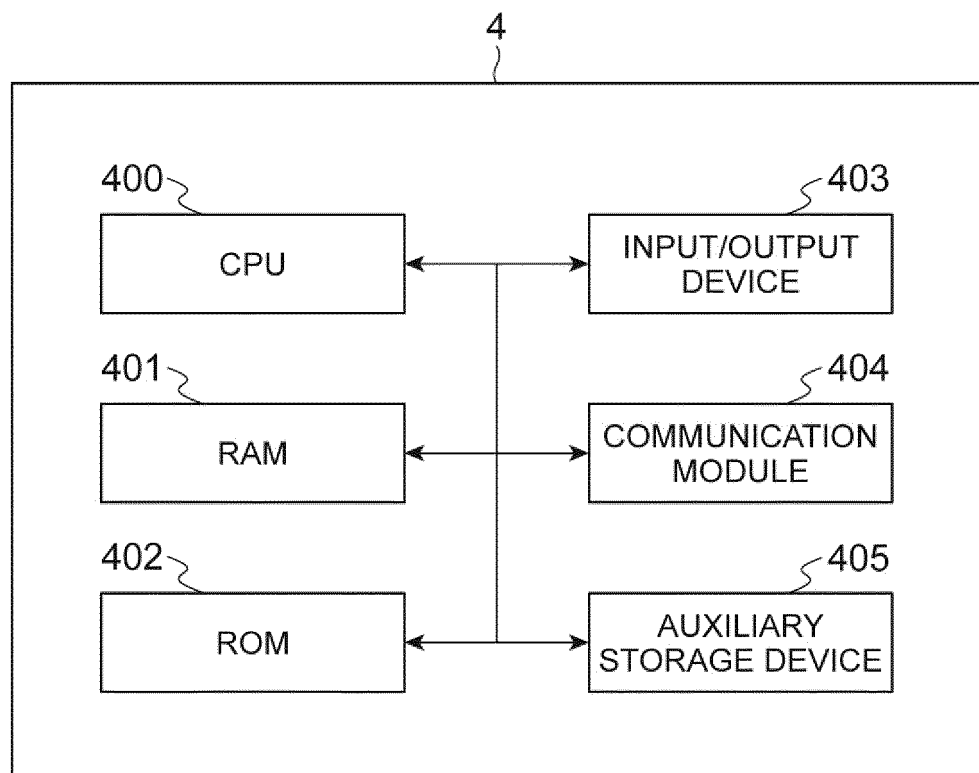 4
400
CPU
403
INPUT/OUTPUT
DEVICE
401
RAM
404
COMMUNICATION
MODULE
402
ROM
405
AUXILIARY
STORAGE DEVICE